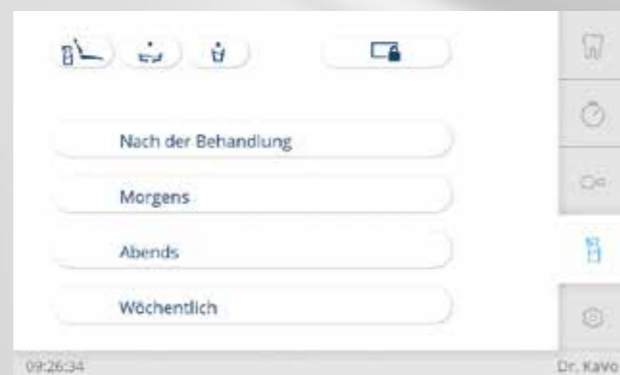 Nach der Behandlung
Morgens
Abends
Wöchentlich
09:26:34
Dr. KaVo